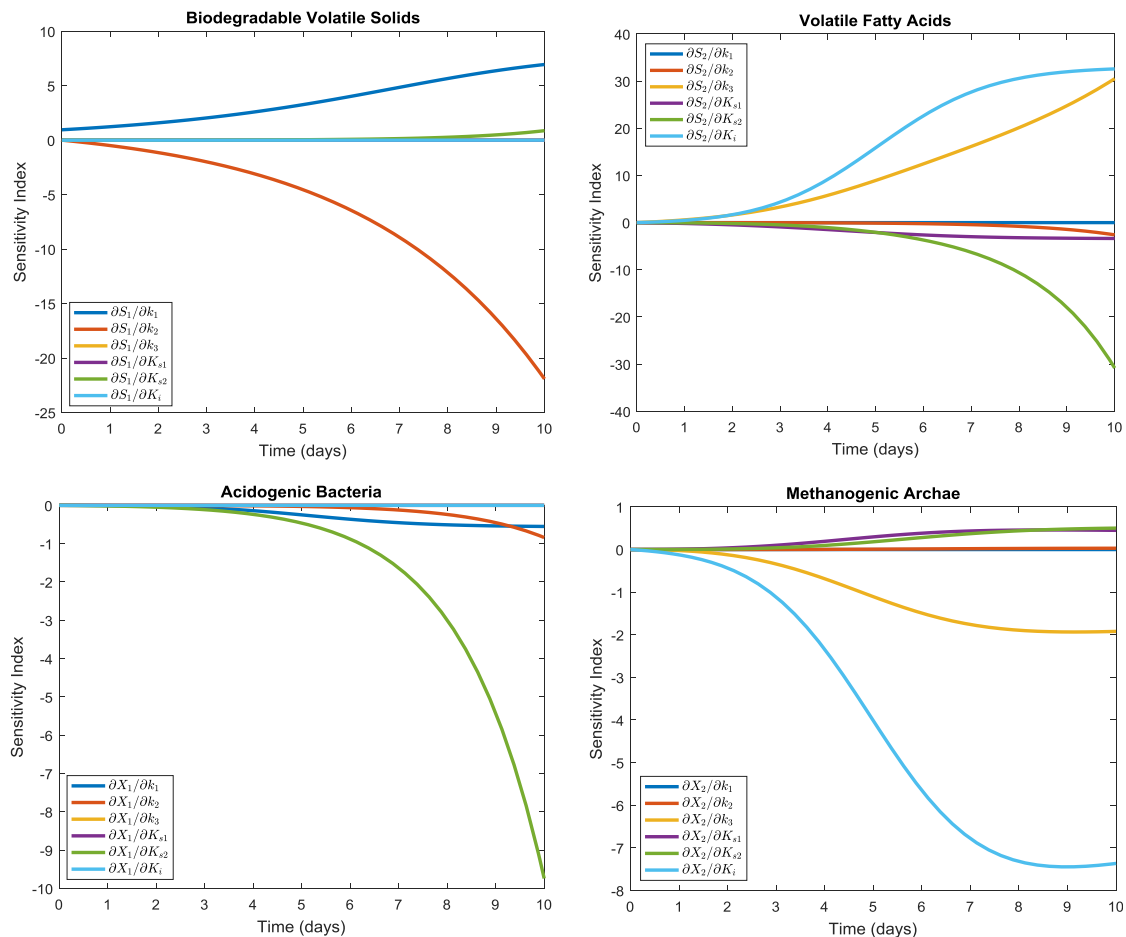 Biodegradable Volatile Solids
10
5
0
-5
-10
-15
-20
-25
Sensitivity Index
∂S₁/∂k₁
∂S₁/∂k₂
∂S₁/∂k₃
∂S₁/∂Kₛ₁
∂S₁/∂Kₛ₂
∂S₁/∂Kᵢ
0 1 2 3 4 5 6 7 8 9 10
Time (days)
Volatile Fatty Acids
40
30
20
10
0
-10
-20
-30
-40
Sensitivity Index
∂S₂/∂k₁
∂S₂/∂k₂
∂S₂/∂k₃
∂S₂/∂Kₛ₁
∂S₂/∂Kₛ₂
∂S₂/∂Kᵢ
0 1 2 3 4 5 6 7 8 9 10
Time (days)
Acidogenic Bacteria
0
-1
-2
-3
-4
-5
-6
-7
-8
-9
-10
Sensitivity Index
∂X₁/∂k₁
∂X₁/∂k₂
∂X₁/∂k₃
∂X₁/∂Kₛ₁
∂X₁/∂Kₛ₂
∂X₁/∂Kᵢ
0 1 2 3 4 5 6 7 8 9 10
Time (days)
Methanogenic Archae
1
0
-1
-2
-3
-4
-5
-6
-7
-8
Sensitivity Index
∂X₂/∂k₁
∂X₂/∂k₂
∂X₂/∂k₃
∂X₂/∂Kₛ₁
∂X₂/∂Kₛ₂
∂X₂/∂Kᵢ
0 1 2 3 4 5 6 7 8 9 10
Time (days)